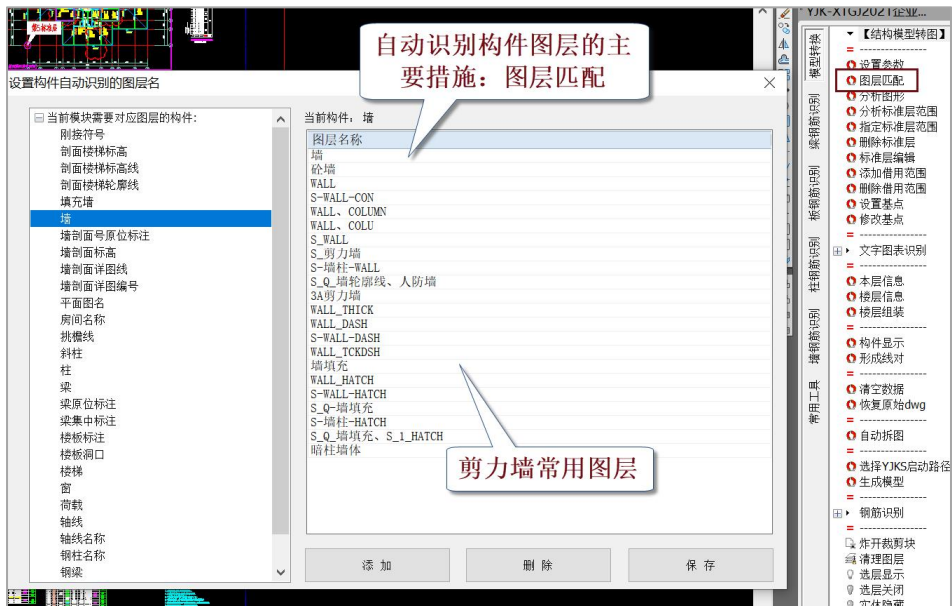 YJK-XTGJ2021企业...
第5标准层
自动识别构件图层的主
要措施：图层匹配
设置构件自动识别的图层名
当前模块需要对应图层的构件:
刚接符号
剖面楼梯标高
剖面楼梯标高线
剖面楼梯轮廓线
填充墙
墙
墙剖面号原位标注
墙剖面标高
墙剖面详图线
墙剖面详图编号
平面图名
房间名称
挑檐线
斜柱
柱
梁
梁原位标注
梁集中标注
楼板标注
楼板洞口
楼梯
窗
荷载
轴线
轴线名称
钢柱名称
钢梁
当前构件: 墙
图层名称
墙
砼墙
WALL
S-WALL-CON
WALL、COLUMN
WALL、COLU
S_WALL
S_剪力墙
S-墙柱-WALL
S_Q_墙轮廓线、人防墙
3A剪力墙
WALL_THICK
WALL_DASH
S-WALL-DASH
WALL_TCKDSH
墙填充
WALL_HATCH
S-WALL-HATCH
S_Q-墙填充
S-墙柱-HATCH
S_Q_墙填充、S_1_HATCH
暗柱墙体
剪力墙常用图层
添 加
删 除
保 存
模型转换
梁钢筋识别
板钢筋识别
柱钢筋识别
墙钢筋识别
常用工具
【结构模型转图】
= ----------------
设置参数
图层匹配
分析图形
分析标准层范围
指定标准层范围
删除标准层
标准层编辑
添加借用范围
删除借用范围
设置基点
修改基点
= ----------------
文字图表识别
= ----------------
本层信息
楼层信息
楼层组装
= ----------------
构件显示
形成线对
= ----------------
清空数据
恢复原始dwg
= ----------------
自动拆图
= ----------------
选择YJKS启动路径
生成模型
= ----------------
钢筋识别
= ----------------
炸开裁剪块
清理图层
选层显示
选层关闭
实体隐藏